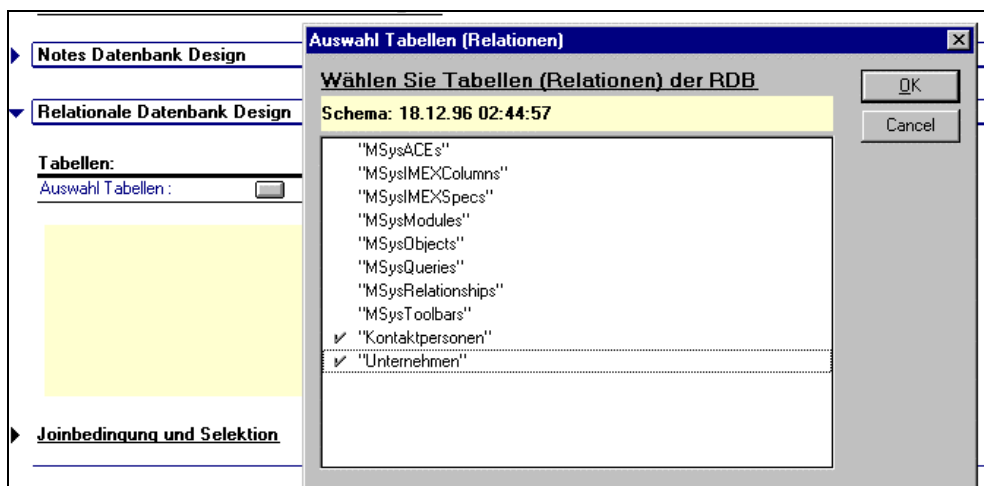 Notes Datenbank Design
Relationale Datenbank Design
Tabellen:
Auswahl Tabellen :
Joinbedingung und Selektion
Auswahl Tabellen (Relationen)
Wählen Sie Tabellen (Relationen) der RDB
Schema: 18.12.96 02:44:57
"MSysACEs"
"MSysIMEXColumns"
"MSysIMEXSpecs"
"MSysModules"
"MSysObjects"
"MSysQueries"
"MSysRelationships"
"MSysToolbars"
"Kontaktpersonen"
"Unternehmen"
OK
Cancel